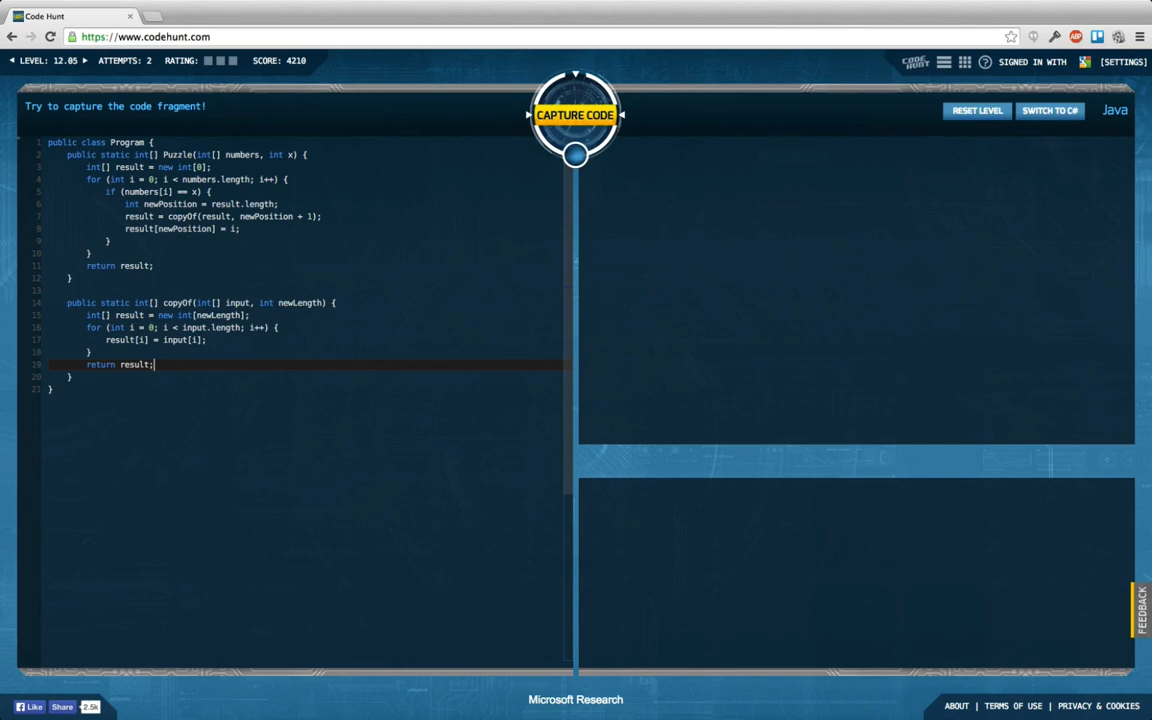 Code Hunt
https://www.codehunt.com
LEVEL: 12.05 ATTEMPTS: 2 RATING: SCORE: 4210
CODE HUNT
SIGNED IN WITH [SETTINGS]
Try to capture the code fragment!
CAPTURE CODE
RESET LEVEL SWITCH TO C# Java
1 public class Program {
2 public static int[] Puzzle(int[] numbers, int x) {
3 int[] result = new int[0];
4 for (int i = 0; i < numbers.length; i++) {
5 if (numbers[i] == x) {
6 int newPosition = result.length;
7 result = copyOf(result, newPosition + 1);
8 result[newPosition] = i;
9 }
10 }
11 return result;
12 }
13
14 public static int[] copyOf(int[] input, int newLength) {
15 int[] result = new int[newLength];
16 for (int i = 0; i < input.length; i++) {
17 result[i] = input[i];
18 }
19 return result;
20 }
21 }
FEEDBACK
Like Share 2.5k
Microsoft Research
ABOUT | TERMS OF USE | PRIVACY & COOKIES